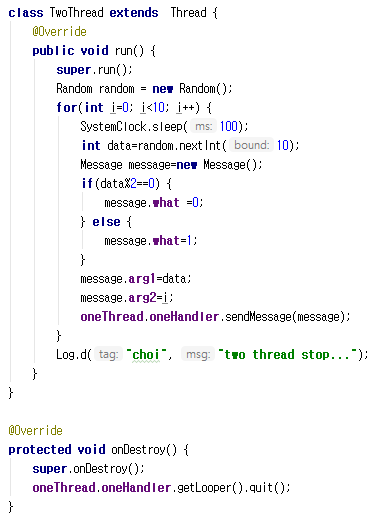 class TwoThread extends Thread {
@Override
public void run() {
super.run();
Random random = new Random();
for(int i=0; i<10; i++) {
SystemClock.sleep( ms: 100);
int data=random.nextInt( bound: 10);
Message message=new Message();
if(data%2==0) {
message.what =0;
} else {
message.what=1;
}
message.arg1=data;
message.arg2=i;
oneThread.oneHandler.sendMessage(message);
}
Log.d( tag: "choi", msg: "two thread stop...");
}
}
@Override
protected void onDestroy() {
super.onDestroy();
oneThread.oneHandler.getLooper().quit();
}